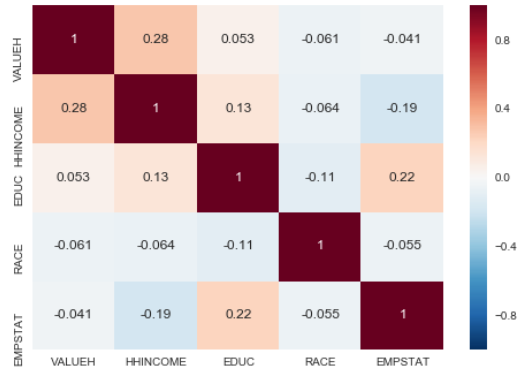 VALUEH 1 0.28 0.053 -0.061 -0.041
HHINCOME 0.28 1 0.13 -0.064 -0.19
EDUC 0.053 0.13 1 -0.11 0.22
RACE -0.061 -0.064 -0.11 1 -0.055
EMPSTAT -0.041 -0.19 0.22 -0.055 1
VALUEH HHINCOME EDUC RACE EMPSTAT
0.8
0.4
0.0
−0.4
−0.8